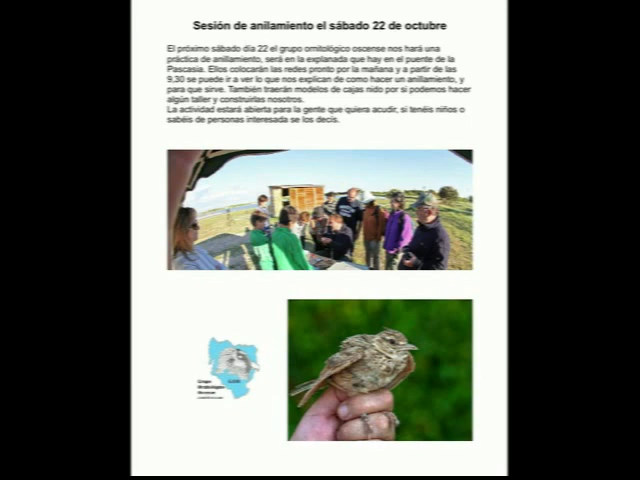 Sesión de anilamiento el sábado 22 de octubre
El próximo sábado día 22 el grupo ornitológico oscense nos hará una
práctica de anillamiento, será en la explanada que hay en el puente de la
Pascasia. Ellos colocarán las redes pronto por la mañana y a partir de las
9,30 se puede ir a ver lo que nos explican de como hacer un anillamiento, y
para que sirve. También traerán modelos de cajas nido por si podemos hacer
algún taller y construirlas nosotros.
La actividad estará abierta para la gente que quiera acudir, si tenéis niños o
sabéis de personas interesada se los decís.
Grupo
Ornitológico
Oscense